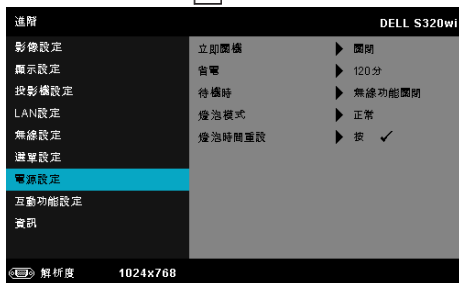 進階 DELL S320wi
影像設定
顯示設定
投影機設定
LAN設定
無線設定
選單設定
電源設定
互動功能設定
資訊
立即開機 關閉
省電 120分
待機時 無線功能關閉
燈泡模式 正常
燈泡時間重設 按 ✓
解析度 1024x768